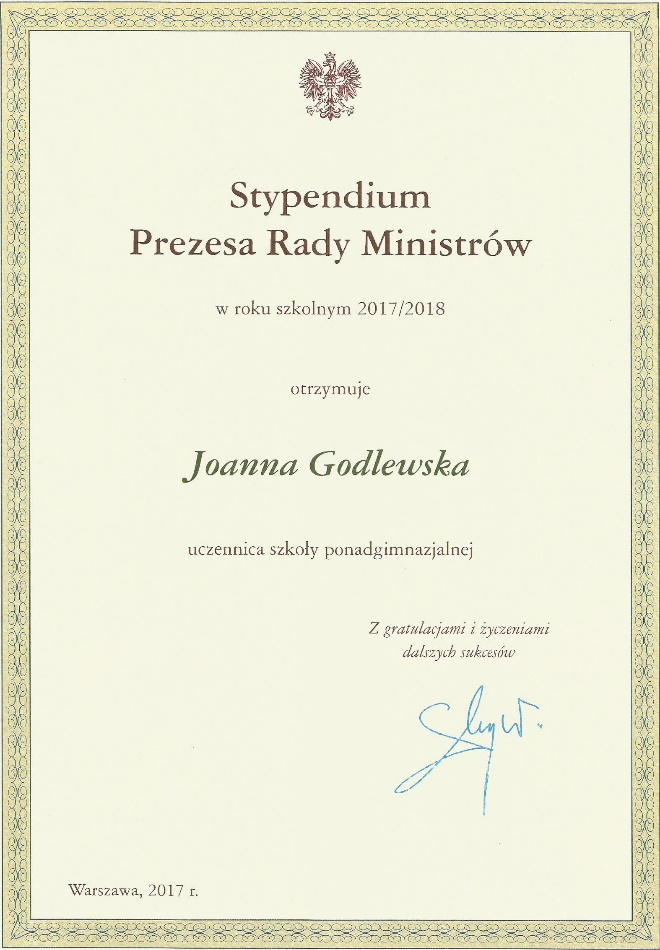 Stypendium
Prezesa Rady Ministrów
w roku szkolnym 2017/2018
otrzymuje
Joanna Godlewska
uczennica szkoły ponadgimnazjalnej
Z gratulacjami i życzeniami
dalszych sukcesów
Warszawa, 2017 r.